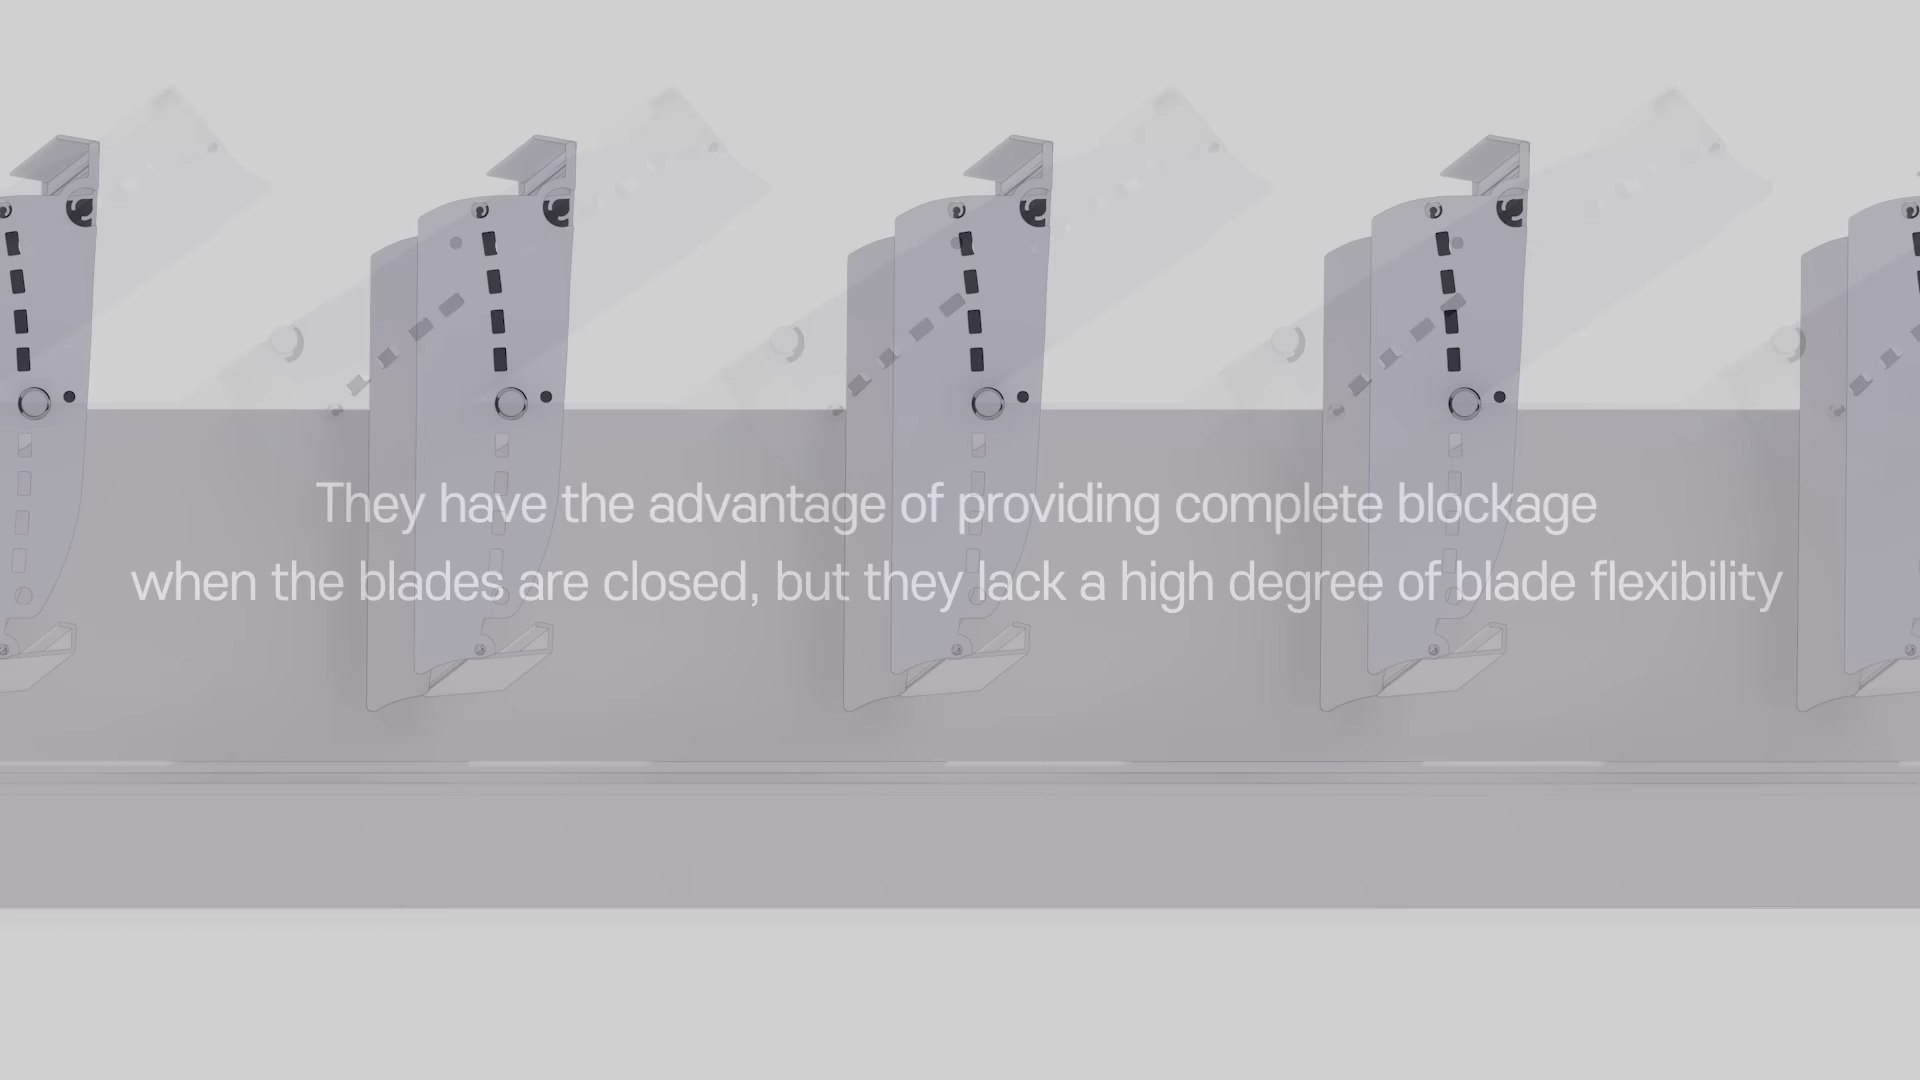 They have the advantage of providing complete blockage
when the blades are closed, but they lack a high degree of blade flexibility